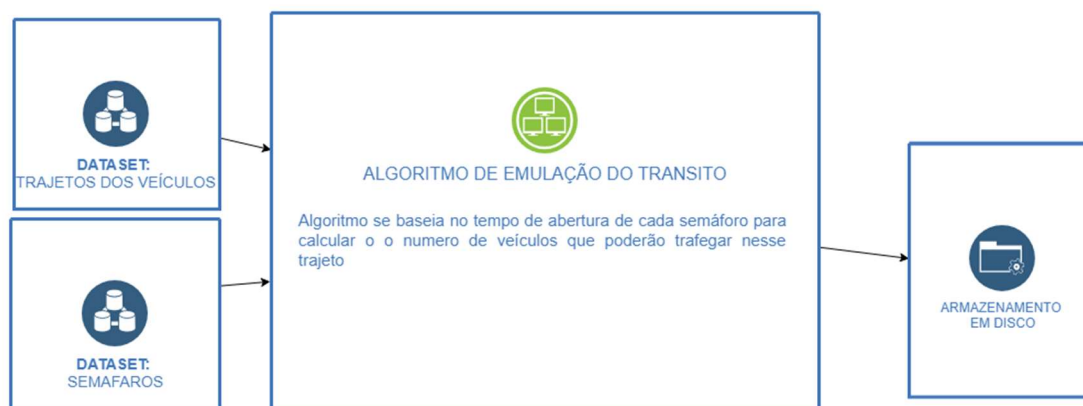 DATASET:
TRAJETOS DOS VEÍCULOS
DATASET:
SEMAFAROS
ALGORITMO DE EMULAÇÃO DO TRANSITO
Algoritmo se baseia no tempo de abertura de cada semáforo para
calcular o o numero de veículos que poderão trafegar nesse
trajeto
ARMAZENAMENTO
EM DISCO